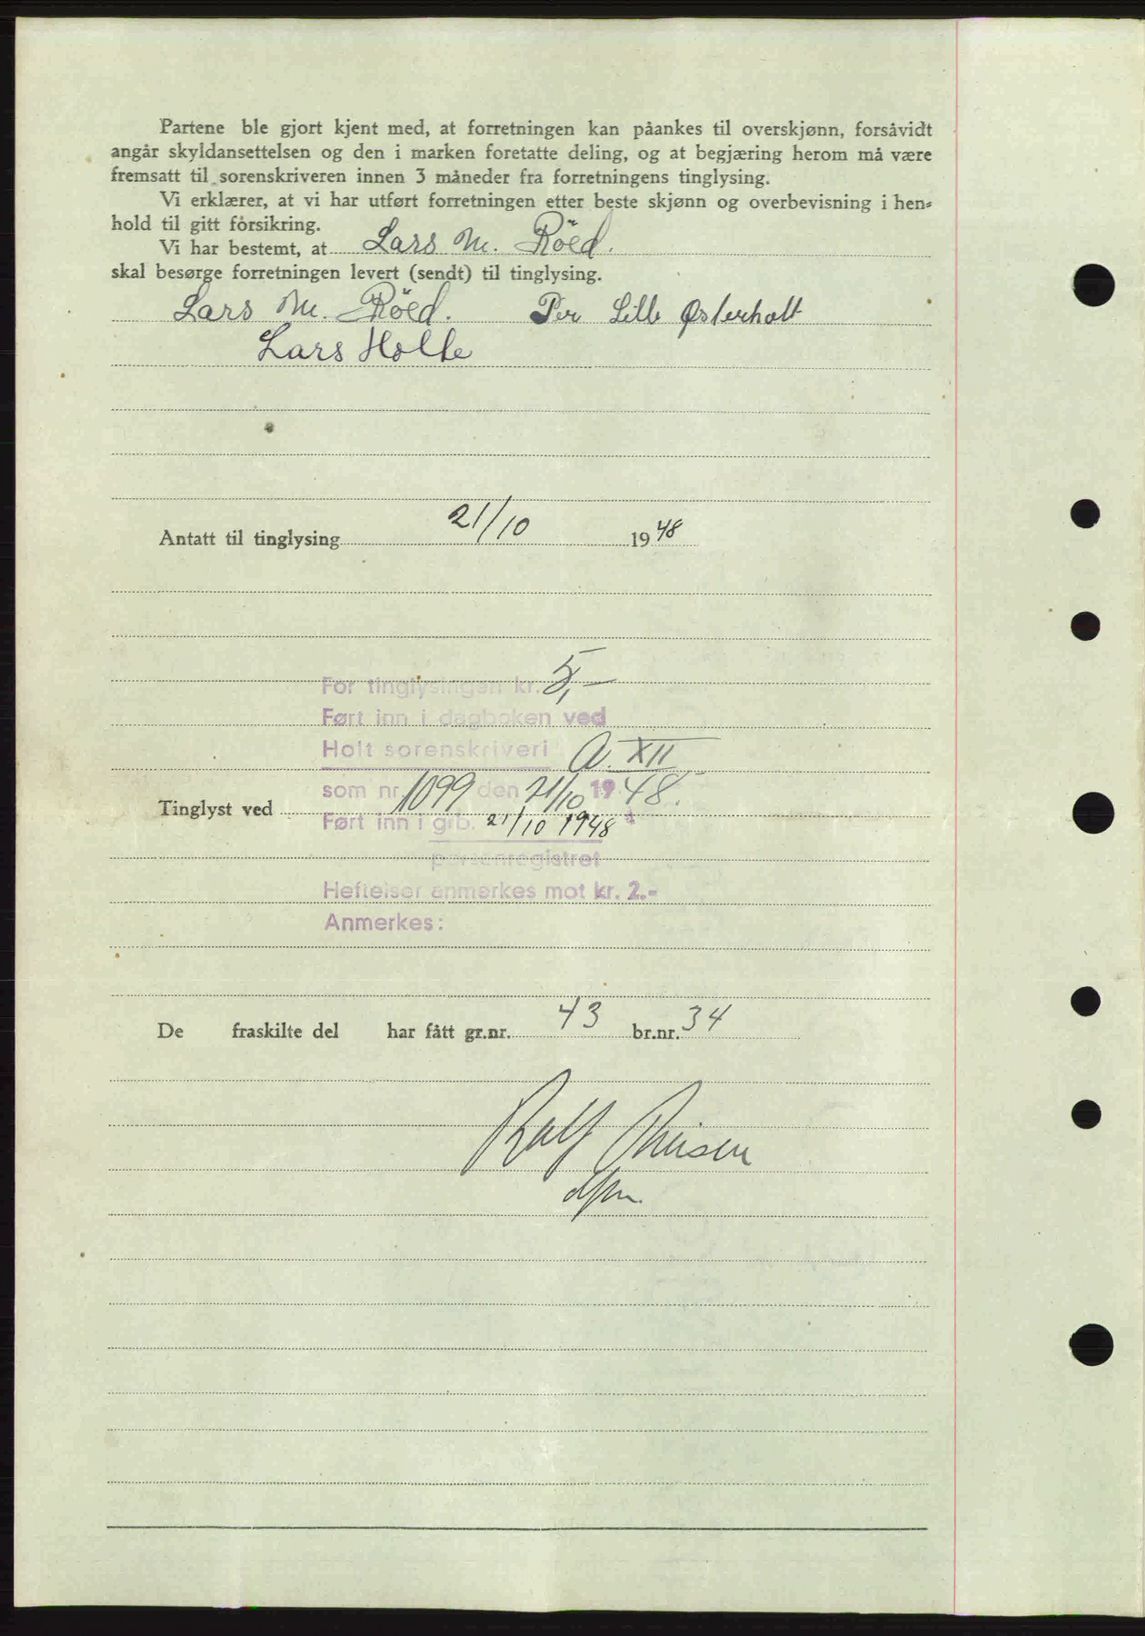 Partene ble gjort kjent med, at forretningen kan påankes til overskjønn, forsåvidt
angår skyldansettelsen og den i marken foretatte deling, og at begjæring herom må være
fremsatt til sorenskriveren innen 3 måneder fra forretningens tinglysing.
Vi erklærer, at vi har utført forretningen etter beste skjønn og overbevisning i hen-
hold til gitt forsikring.
Vi har bestemt, at Lars M. Röed.
skal besørge forretningen levert (sendt) til tinglysing.
Lars M. Röed. Per Lille Østerholt
Lars Holte
Antatt til tinglysing 21/10 1948
For tinglysingen kr. 5,-
Ført inn i dagboken ved
Holt sorenskriveri A. XII
som nr. 1099 den 21/10 1948.
Tinglyst ved
Ført inn i grb. 21/10 1948
personregistret
Heftelser anmerkes mot kr. 2.-
Anmerkes:
De fraskilte del har fått gr.nr. 43 br.nr. 34
Ralf